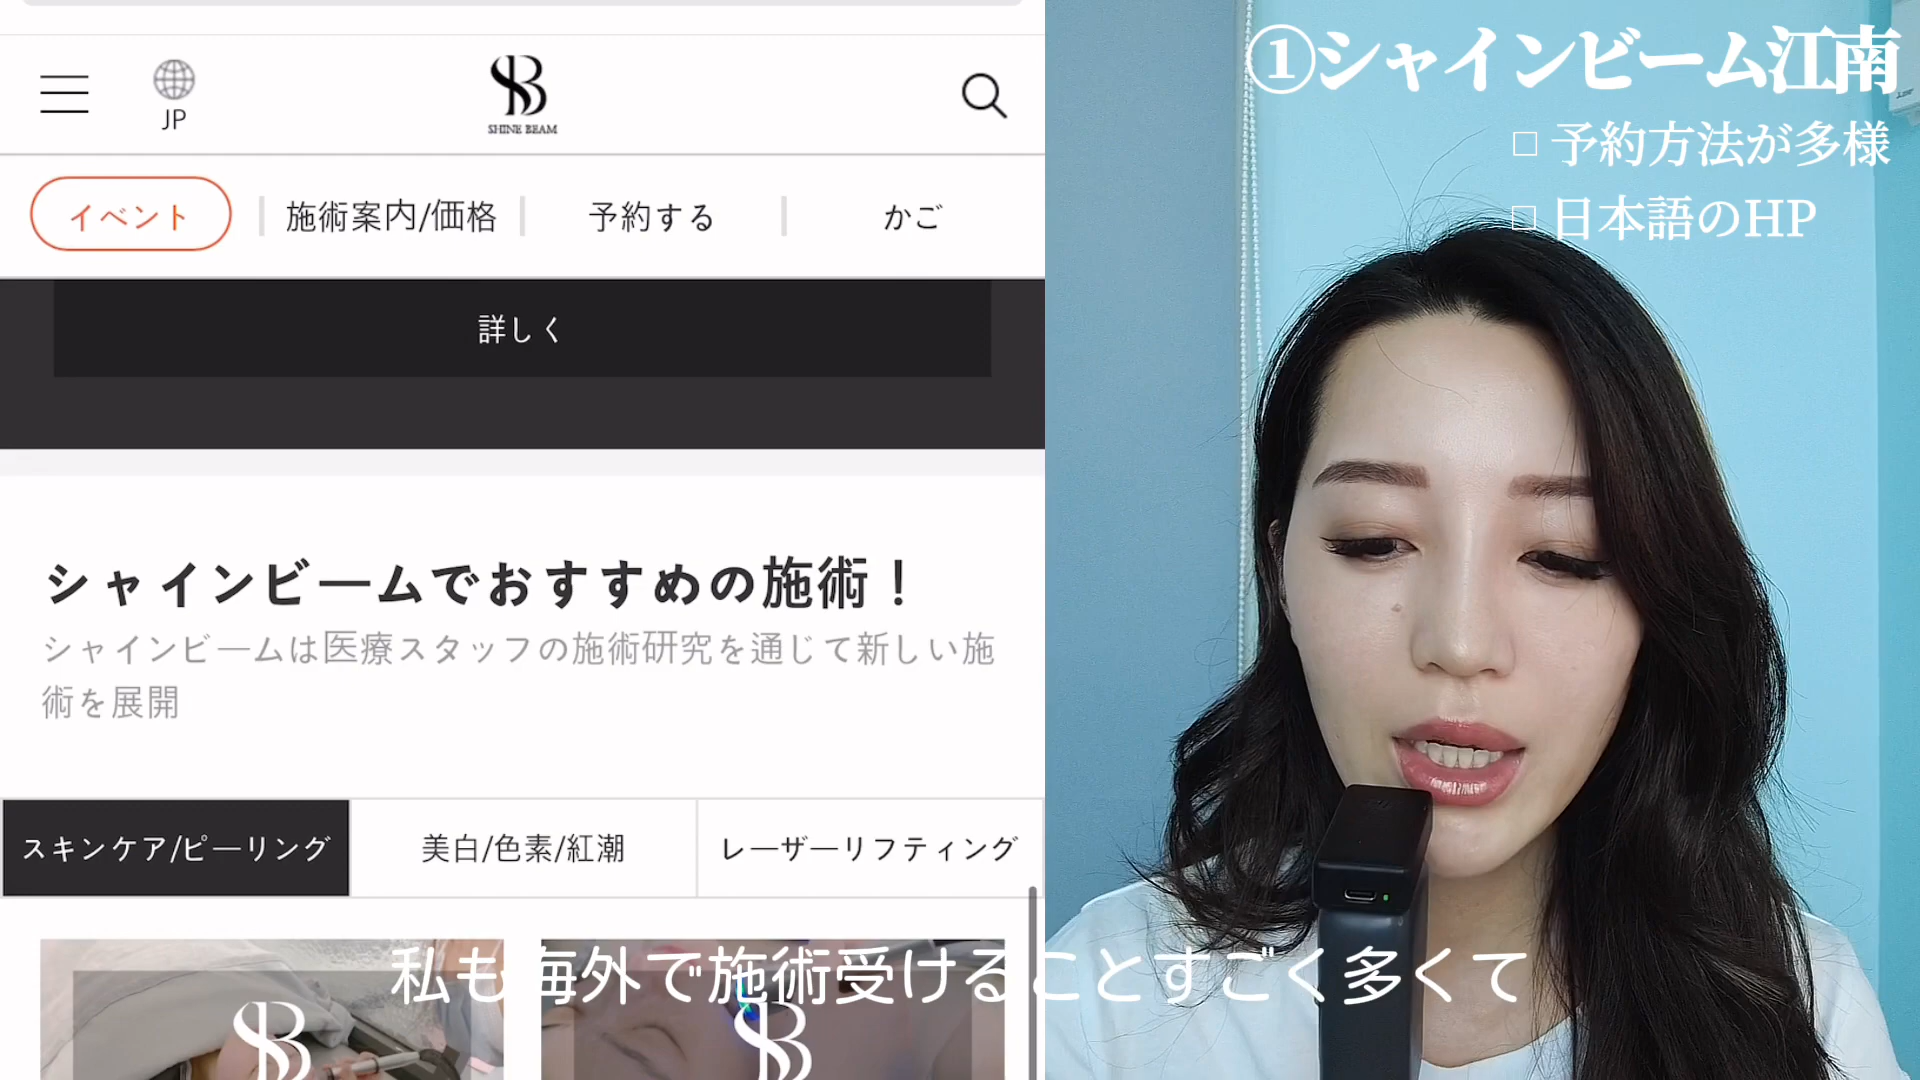 JP
SB
SHINE BEAM
イベント
施術案内/価格
予約する
かご
詳しく
シャインビームでおすすめの施術！
シャインビームは医療スタッフの施術研究を通じて新しい施
術を展開
スキンケア/ピーリング
美白/色素/紅潮
レーザーリフティング
SB
SB
①シャインビーム江南
□ 予約方法が多様
□ 日本語のHP
私も海外で施術受けることすごく多くて